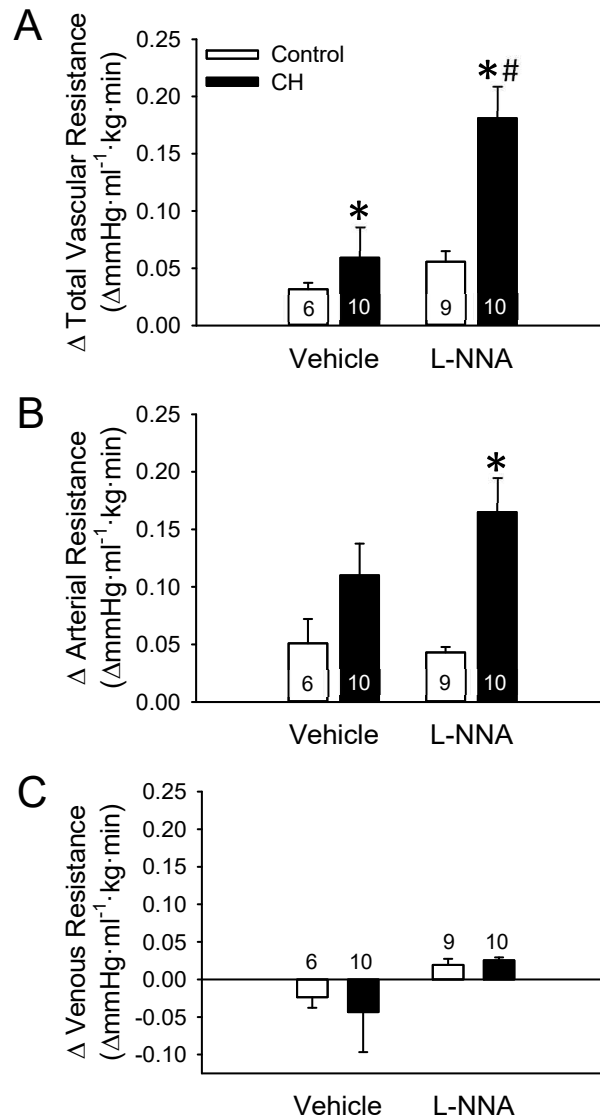 A
Δ Total Vascular Resistance
(ΔmmHg·ml⁻¹·kg·min)
0.25
0.20
0.15
0.10
0.05
0.00
Control
CH
*
*#
6
10
9
10
Vehicle
L-NNA
B
Δ Arterial Resistance
(ΔmmHg·ml⁻¹·kg·min)
0.25
0.20
0.15
0.10
0.05
0.00
*
6
10
9
10
Vehicle
L-NNA
C
Δ Venous Resistance
(ΔmmHg·ml⁻¹·kg·min)
0.25
0.20
0.15
0.10
0.05
0.00
-0.05
-0.10
6
10
9
10
Vehicle
L-NNA